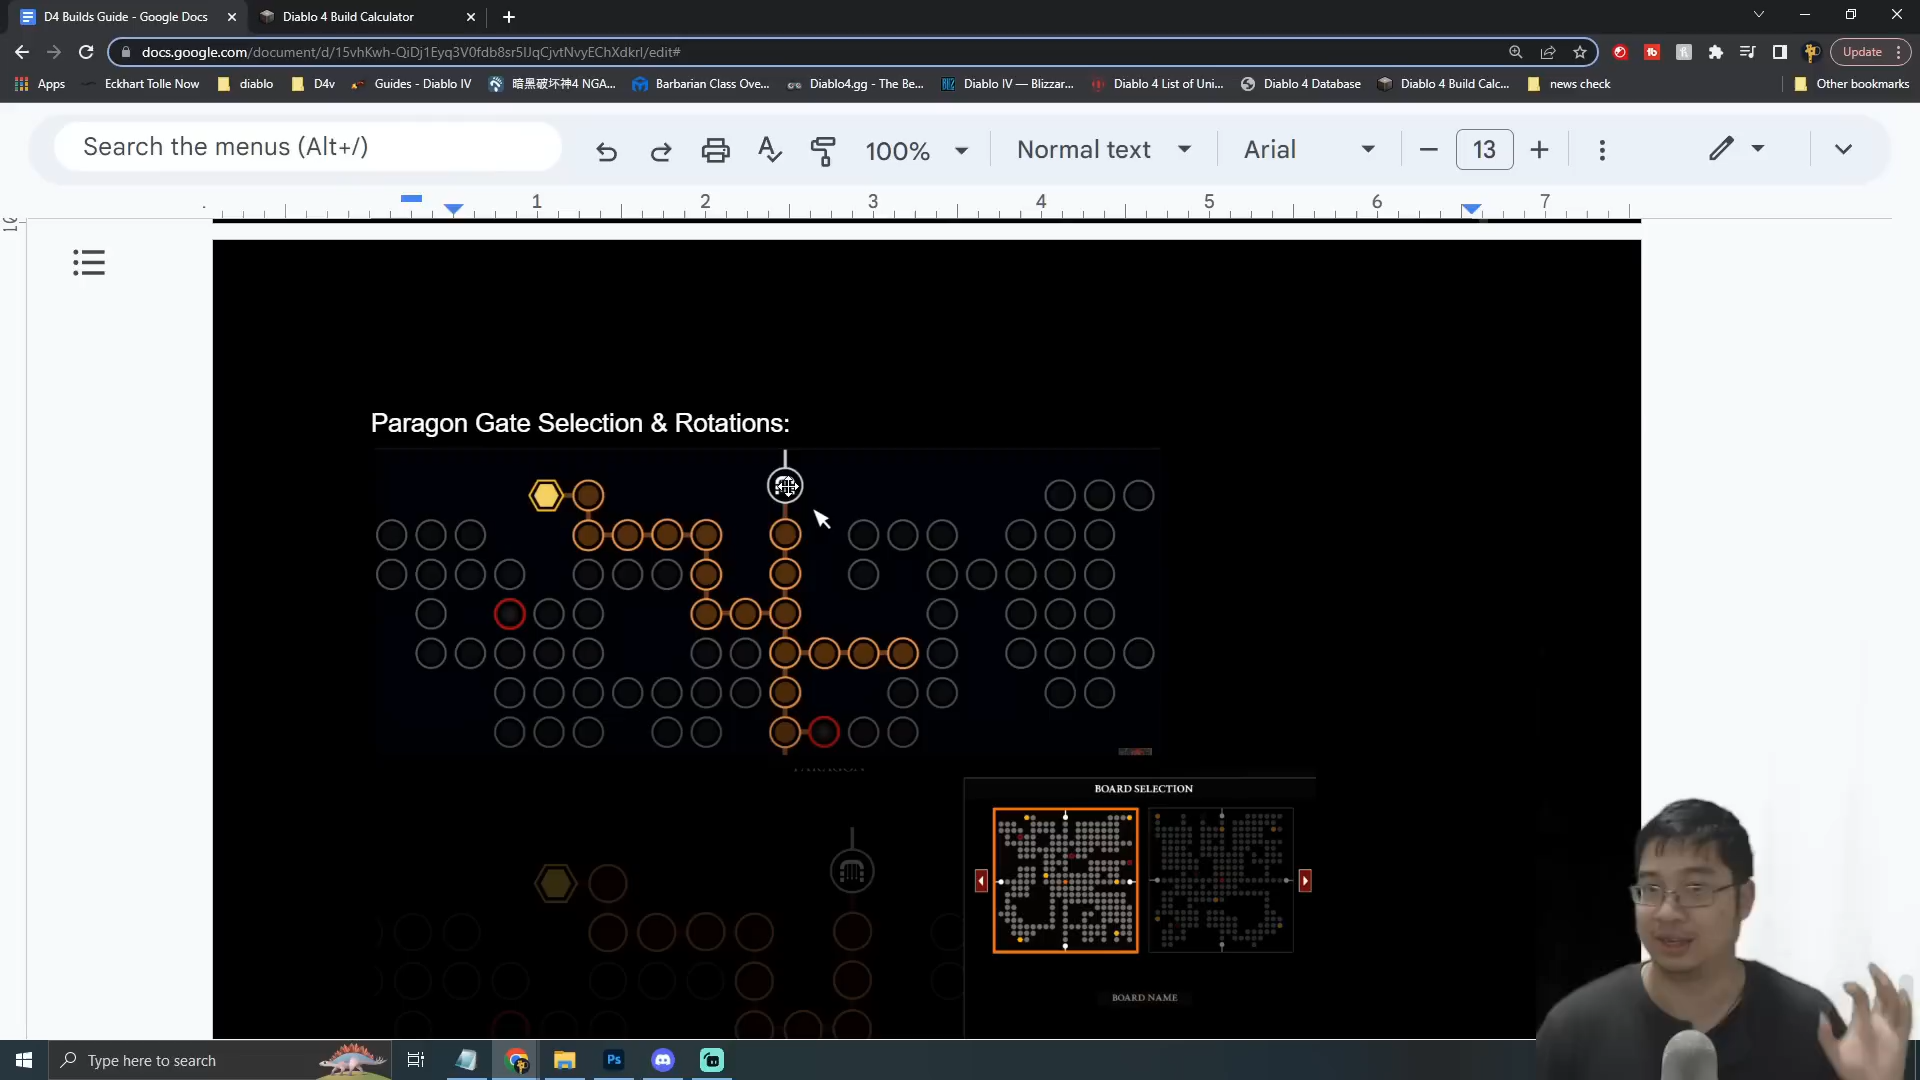 D4 Builds Guide - Google Docs
Diablo 4 Build Calculator
docs.google.com/document/d/15vhKwh-QiDj1Eyq3V0fdb8sr5IJqCjvtNvyEChXdkrI/edit#
Update
Apps
Eckhart Tolle Now
diablo
D4v
Guides - Diablo IV
暗黑破坏神4 NGA...
Barbarian Class Ove...
Diablo4.gg - The Be...
Diablo IV — Blizzar...
Diablo 4 List of Uni...
Diablo 4 Database
Diablo 4 Build Calc...
news check
Other bookmarks
Search the menus (Alt+/)
100%
Normal text
Arial
13
1 2 3 4 5 6 7
Paragon Gate Selection & Rotations:
PARAGON
BOARD SELECTION
BOARD NAME
Type here to search
Ps